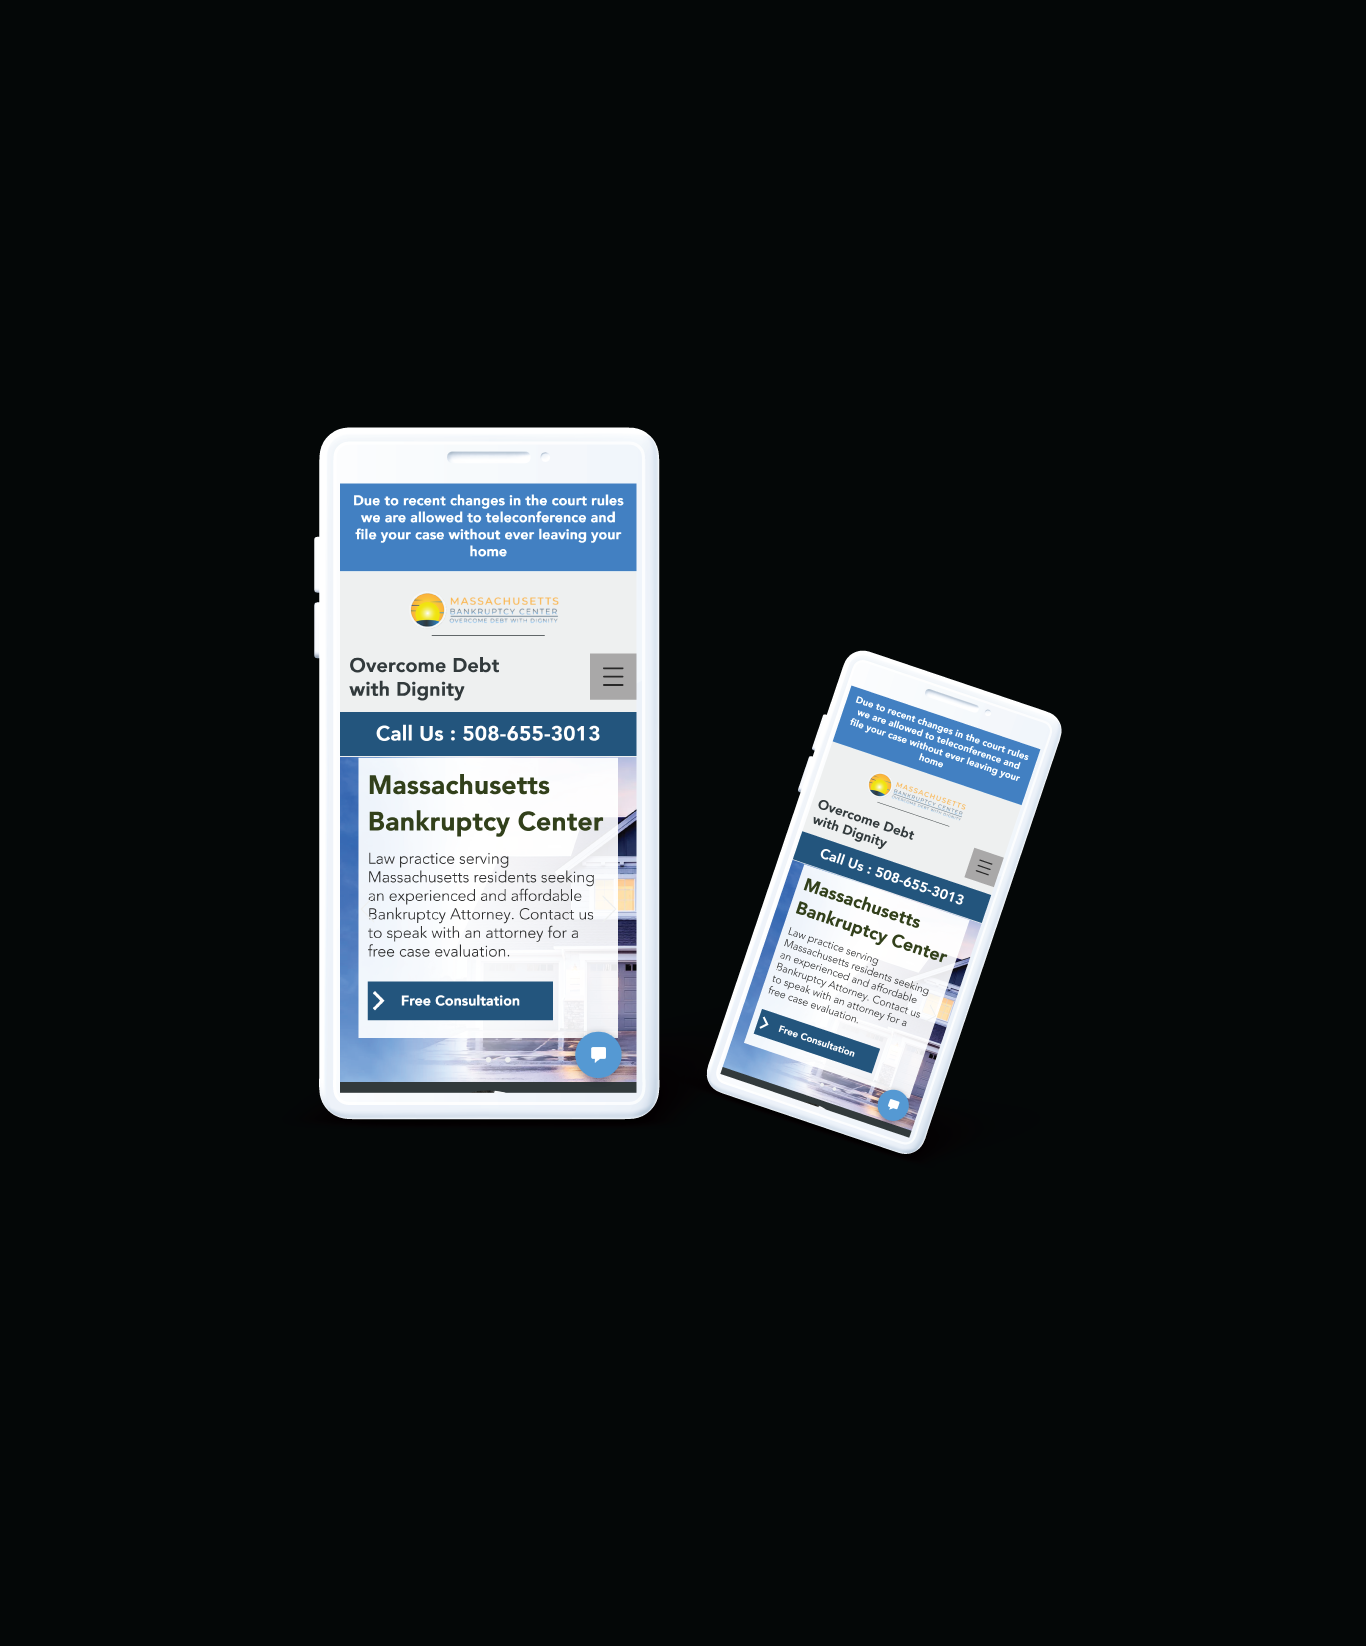 Due to recent changes in the court rules
we are allowed to teleconference and
file your case without ever leaving your
home
MASSACHUSETTS
BANKRUPTCY CENTER
OVERCOME DEBT WITH DIGNITY
Overcome Debt
with Dignity
Call Us : 508-655-3013
Massachusetts
Bankruptcy Center
Law practice serving
Massachusetts residents seeking
an experienced and affordable
Bankruptcy Attorney. Contact us
to speak with an attorney for a
free case evaluation.
Free Consultation
Due to recent changes in the court rules
we are allowed to teleconference and
file your case without ever leaving your
home
MASSACHUSETTS
BANKRUPTCY CENTER
OVERCOME DEBT WITH DIGNITY
Overcome Debt
with Dignity
Call Us : 508-655-3013
Massachusetts
Bankruptcy Center
Law practice serving
Massachusetts residents seeking
an experienced and affordable
Bankruptcy Attorney. Contact us
to speak with an attorney for a
free case evaluation.
Free Consultation